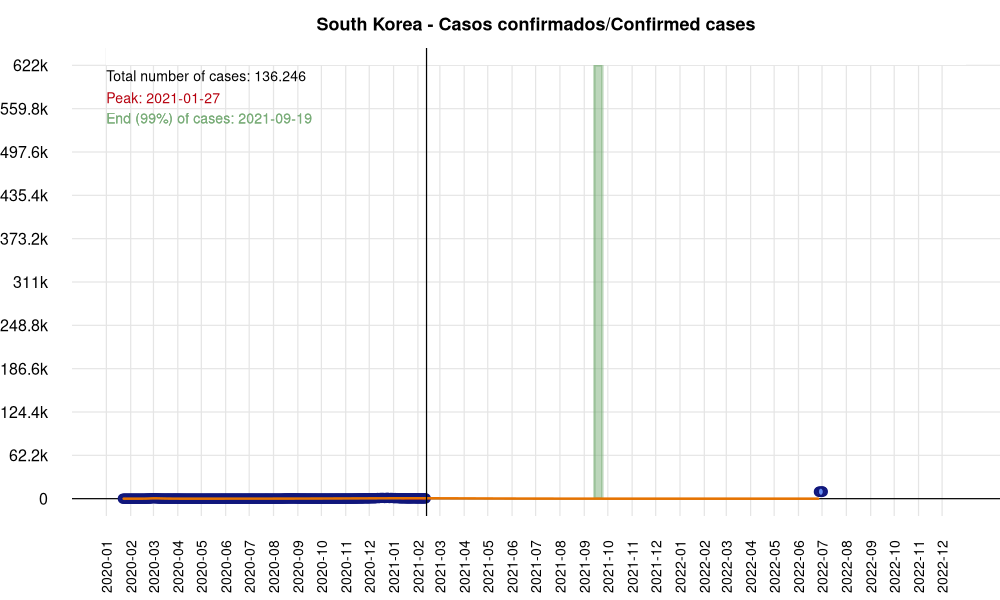 South Korea - Casos confirmados/Confirmed cases
622k
Total number of cases: 136.246
Peak: 2021-01-27
559.8k
End (99%) of cases: 2021-09-19
497.6k
435.4k
373.2k
311k
248.8k
186.6k
124.4k
62.2k
0
2020-01
2020-02
2020-03
2020-04
2020-05
2020-06
2020-07
2020-08
2020-09
2020-10
2020-11
2020-12
2021-01
2021-02
2021-03
2021-04
2021-05
2021-06
2021-07
2021-08
2021-09
2021-10
2021-11
2021-12
2022-01
2022-02
2022-03
2022-04
2022-05
2022-06
2022-07
2022-08
2022-09
2022-10
2022-11
2022-12